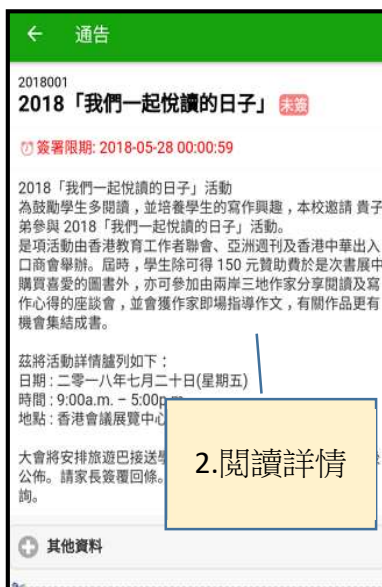 ← 通告
2018001
2018「我們一起悅讀的日子」 未簽
簽署限期: 2018-05-28 00:00:59
2018「我們一起悅讀的日子」活動
為鼓勵學生多閱讀，並培養學生的寫作興趣，本校邀請 貴子
弟參與 2018「我們一起悅讀的日子」活動。
是項活動由香港教育工作者聯會、亞洲週刊及香港中華出入
口商會舉辦。屆時，學生除可得 150 元贊助費於是次書展中
購買喜愛的圖書外，亦可參加由兩岸三地作家分享閱讀及寫
作心得的座談會，並會獲作家即場指導作文，有關作品更有
機會集結成書。
茲將活動詳情臚列如下：
日期 : 二零一八年七月二十日(星期五)
時間 : 9:00a.m. – 5:00p
地點 : 香港會議展覽中心
大會將安排旅遊巴接送
公佈。請家長簽覆回條。
詢。
2.閱讀詳情
其他資料